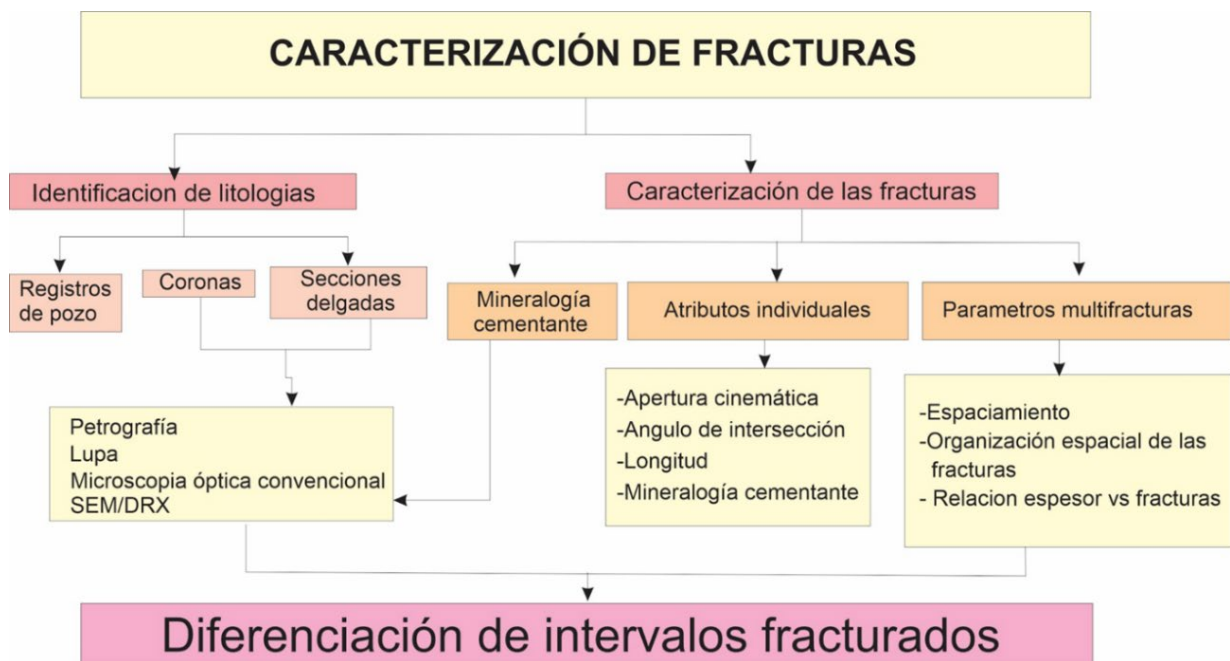 CARACTERIZACIÓN DE FRACTURAS
Identificacion de litologias
Caracterización de las fracturas
Registros
de pozo
Coronas
Secciones
delgadas
Mineralogía
cementante
Atributos individuales
Parametros multifracturas
Petrografía
Lupa
Microscopia óptica convencional
SEM/DRX
-Apertura cinemática
-Angulo de intersección
-Longitud
-Mineralogía cementante
-Espaciamiento
-Organización espacial de las
fracturas
- Relacion espesor vs fracturas
Diferenciación de intervalos fracturados